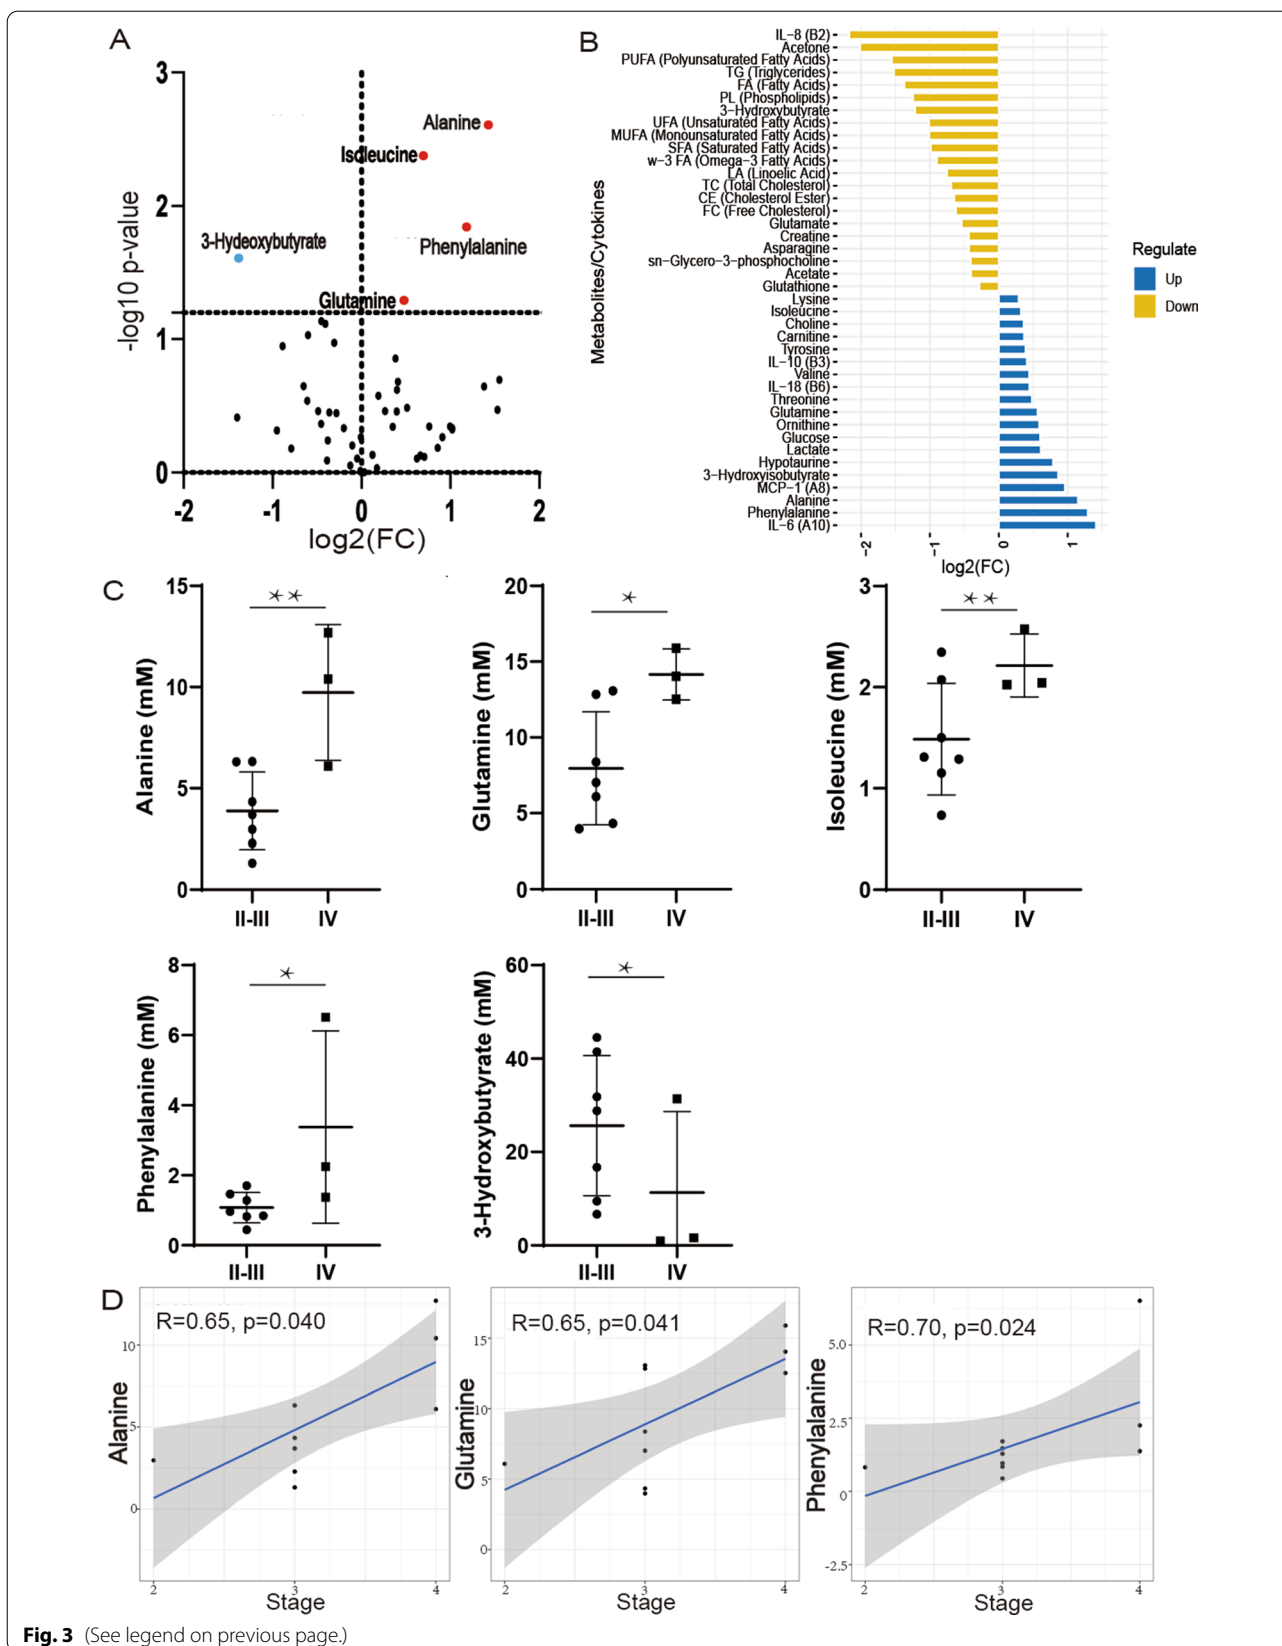 A
-log10 p-value
3
2
1
0
-2
-1
0
1
2
log2(FC)
Alanine
Isoleucine
Phenylalanine
3-Hydeoxybutyrate
Glutamine
B
Metabolites/Cytokines
IL-8 (B2)
Acetone
PUFA (Polyunsaturated Fatty Acids)
TG (Triglycerides)
FA (Fatty Acids)
PL (Phospholipids)
3-Hydroxybutyrate
UFA (Unsaturated Fatty Acids)
MUFA (Monounsaturated Fatty Acids)
SFA (Saturated Fatty Acids)
w-3 FA (Omega-3 Fatty Acids)
LA (Linoelic Acid)
TC (Total Cholesterol)
CE (Cholesterol Ester)
FC (Free Cholesterol)
Glutamate
Creatine
Asparagine
sn-Glycero-3-phosphocholine
Acetate
Glutathione
Lysine
Isoleucine
Choline
Carnitine
Tyrosine
IL-10 (B3)
Valine
IL-18 (B6)
Threonine
Glutamine
Ornithine
Glucose
Lactate
Hypotaurine
3-Hydroxyisobutyrate
MCP-1 (A8)
Alanine
Phenylalanine
IL-6 (A10)
-2
-1
0
1
log2(FC)
Regulate
Up
Down
C
Alanine (mM)
15
10
5
0
II-III
IV
**
Glutamine (mM)
20
15
10
5
0
II-III
IV
*
Isoleucine (mM)
3
2
1
0
II-III
IV
**
Phenylalanine (mM)
8
6
4
2
0
II-III
IV
*
3-Hydroxybutyrate (mM)
60
40
20
0
II-III
IV
*
D
R=0.65, p=0.040
Alanine
10
5
0
2
3
4
Stage
R=0.65, p=0.041
Glutamine
15
10
5
0
2
3
4
Stage
R=0.70, p=0.024
Phenylalanine
5.0
2.5
0
-2.5
2
3
4
Stage
Fig. 3 (See legend on previous page.)